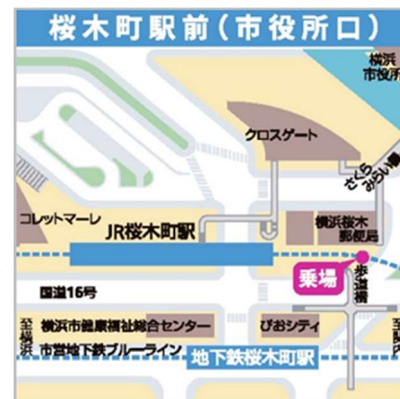 桜木町駅前（市役所口）
横浜
市役所
クロスゲート
さくら
みらい橋
コレットマーレ
横浜桜木
郵便局
JR桜木町駅
乗場
歩道橋
国道16号
至横浜
横浜市健康福祉総合センター
ぴおシティ
至関内
市営地下鉄ブルーライン
地下鉄桜木町駅